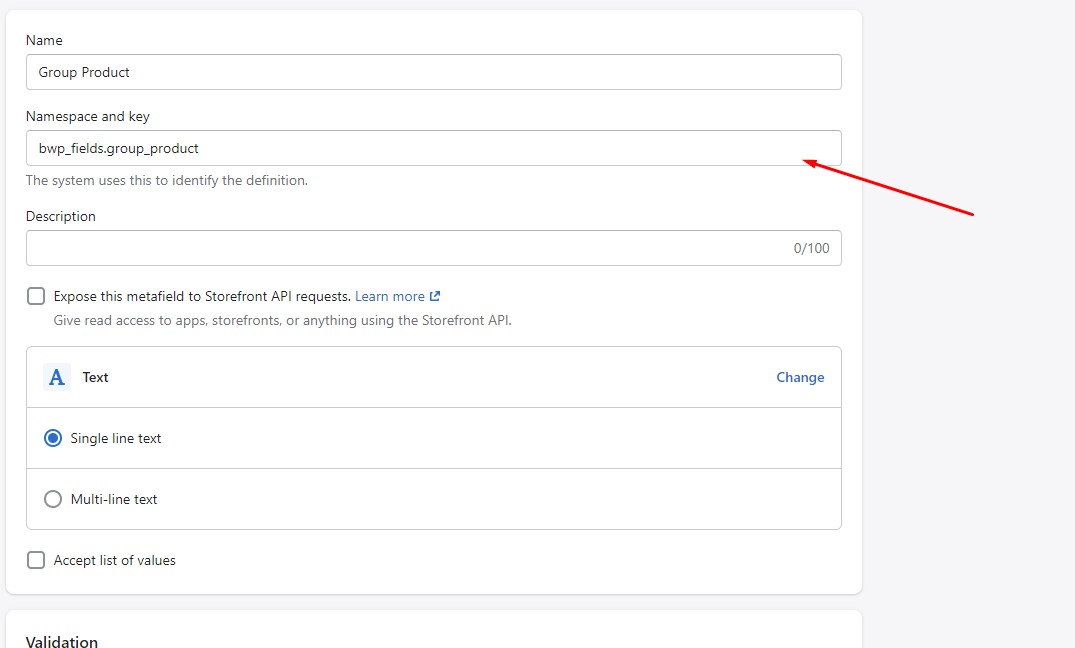 Name
Group Product
Namespace and key
bwp_fields.group_product
The system uses this to identify the definition.
Description
0/100
Expose this metafield to Storefront API requests. Learn more
Give read access to apps, storefronts, or anything using the Storefront API.
A Text Change
Single line text
Multi-line text
Accept list of values
Validation